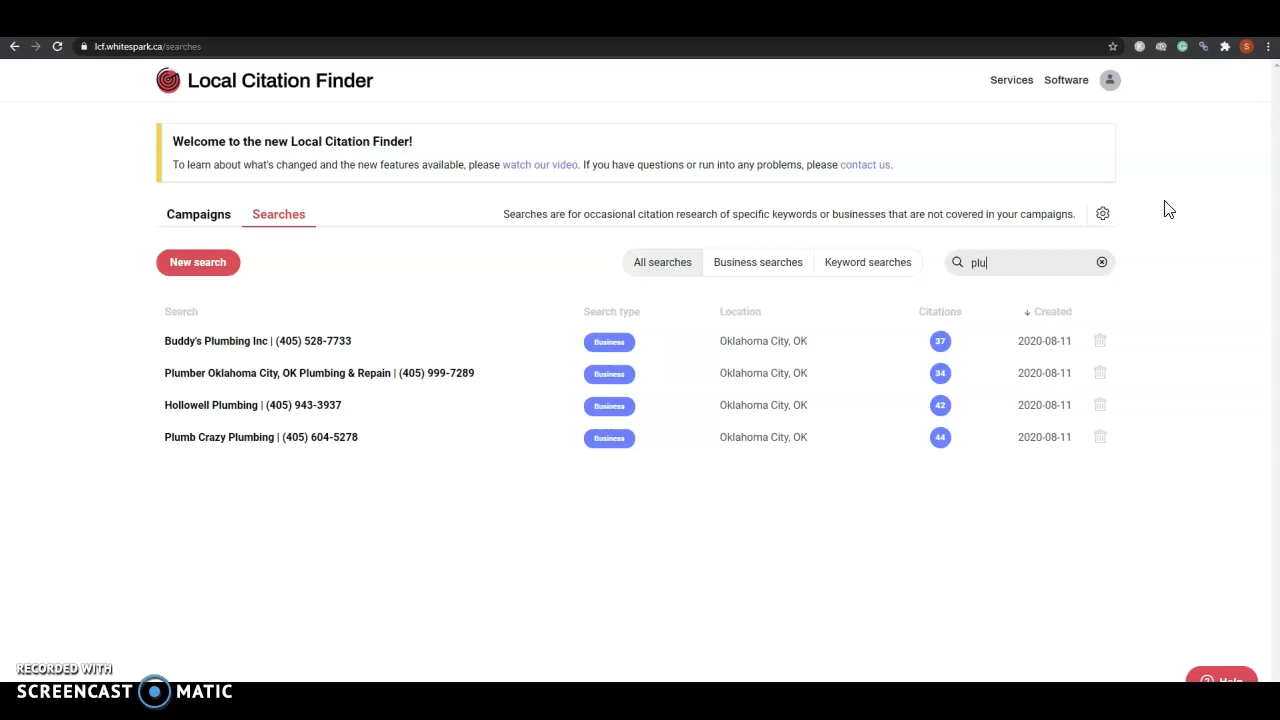 lcf.whitespark.ca/searches
S
Local Citation Finder
Services Software
Welcome to the new Local Citation Finder!
To learn about what's changed and the new features available, please watch our video. If you have questions or run into any problems, please contact us.
Campaigns Searches Searches are for occasional citation research of specific keywords or businesses that are not covered in your campaigns.
New search All searches Business searches Keyword searches plu
Search Search type Location Citations Created
Buddy's Plumbing Inc | (405) 528-7733 Business Oklahoma City, OK 37 2020-08-11
Plumber Oklahoma City, OK Plumbing & Repair | (405) 999-7289 Business Oklahoma City, OK 34 2020-08-11
Hollowell Plumbing | (405) 943-3937 Business Oklahoma City, OK 42 2020-08-11
Plumb Crazy Plumbing | (405) 604-5278 Business Oklahoma City, OK 44 2020-08-11
Help
RECORDED WITH
SCREENCAST MATIC